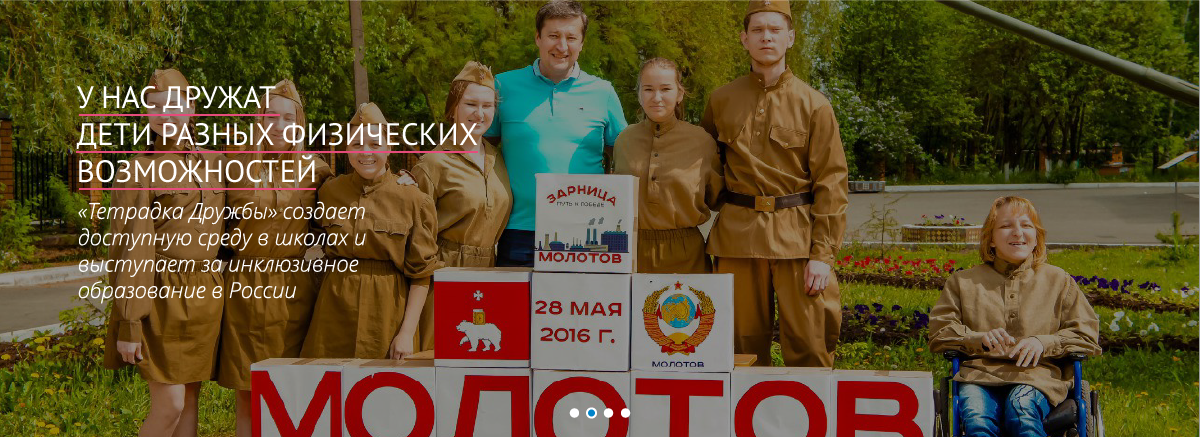 У НАС ДРУЖАТ
ДЕТИ РАЗНЫХ ФИЗИЧЕСКИХ
ВОЗМОЖНОСТЕЙ
«Тетрадка Дружбы» создает
доступную среду в школах и
выступает за инклюзивное
образование в России
ЗАРНИЦА
ПУТЬ К ПОБЕДЕ
МОЛОТОВ
28 МАЯ
2016 Г.
МОЛОТОВ
МОЛОТОВ